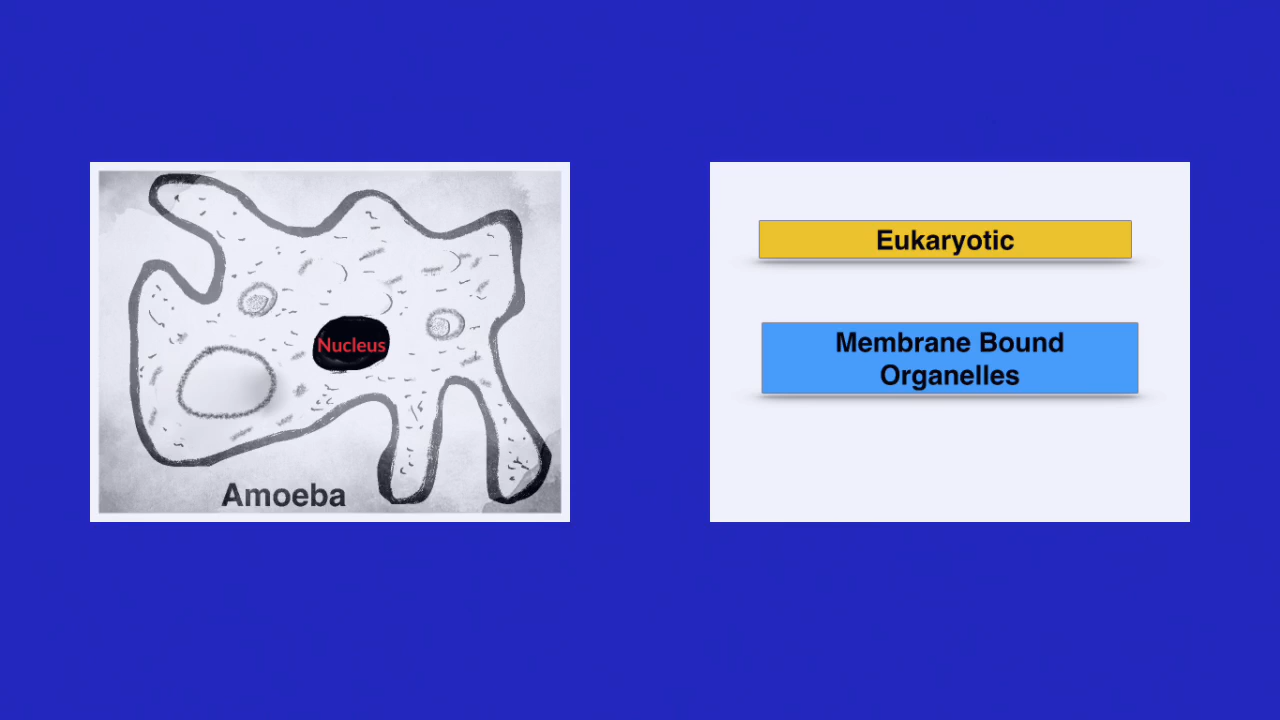 Nucleus
Amoeba
Eukaryotic
Membrane Bound
Organelles